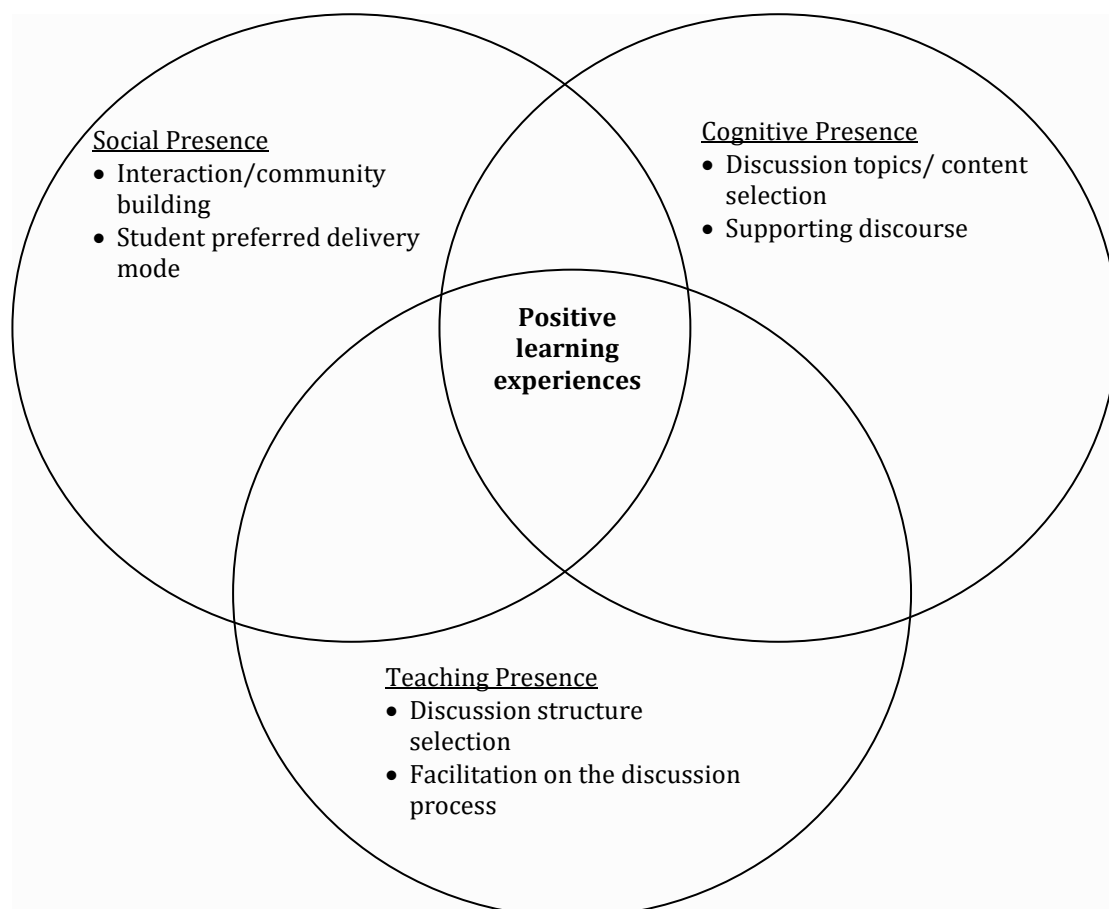 Social Presence
• Interaction/community
building
• Student preferred delivery
mode
Cognitive Presence
• Discussion topics/ content
selection
• Supporting discourse
Positive
learning
experiences
Teaching Presence
• Discussion structure
selection
• Facilitation on the discussion
process